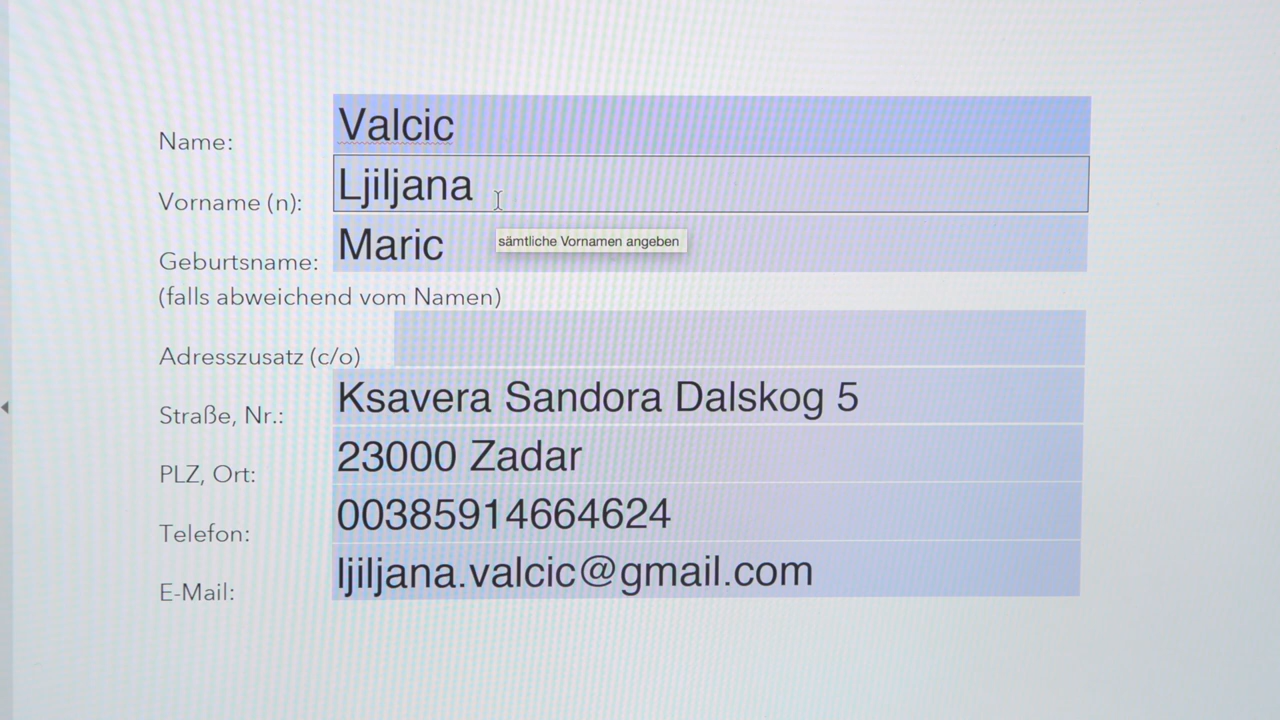 Name: Valcic
Vorname (n): Ljiljana
sämtliche Vornamen angeben
Geburtsname: Maric
(falls abweichend vom Namen)
Adresszusatz (c/o)
Straße, Nr.: Ksavera Sandora Dalskog 5
PLZ, Ort: 23000 Zadar
Telefon: 00385914664624
E-Mail: ljiljana.valcic@gmail.com